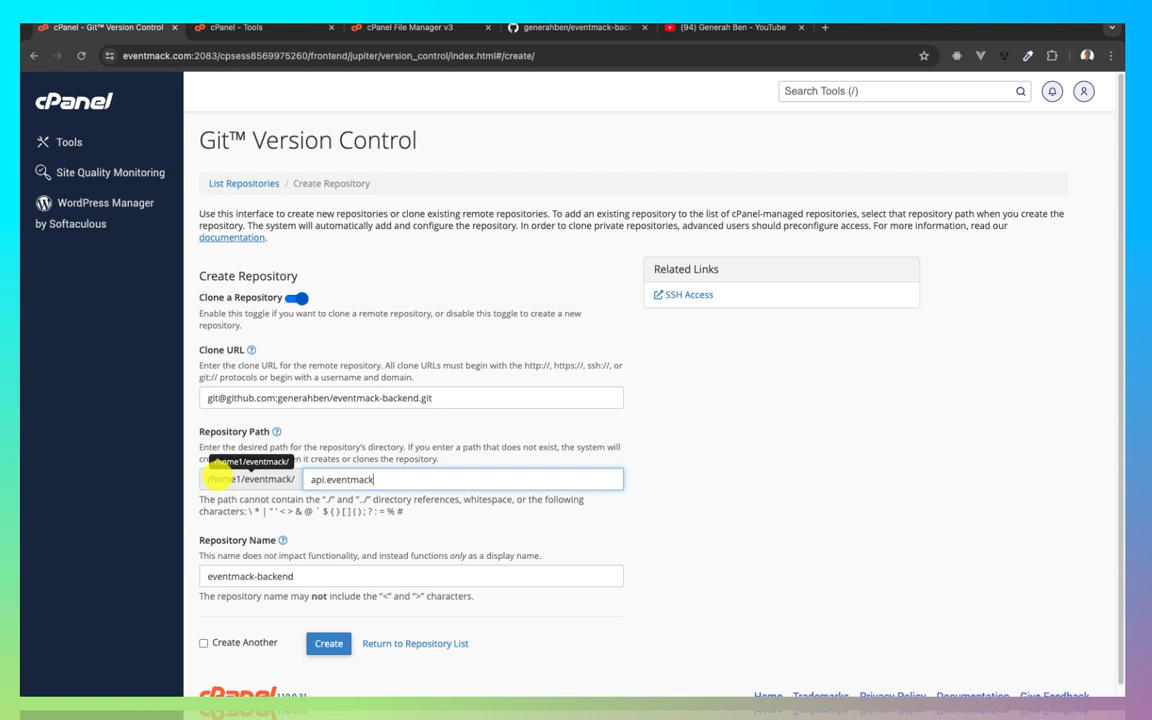 cPanel - Git™ Version Control
cPanel - Tools
cPanel File Manager v3
generahben/eventmack-back
(94) Generah Ben - YouTube
eventmack.com:2083/cpsess8569975260/frontend/jupiter/version_control/index.html#/create/
cPanel
Search Tools (/)
Tools
Site Quality Monitoring
WordPress Manager
by Softaculous
Git™ Version Control
List Repositories / Create Repository
Use this interface to create new repositories or clone existing remote repositories. To add an existing repository to the list of cPanel-managed repositories, select that repository path when you create the
repository. The system will automatically add and configure the repository. In order to clone private repositories, advanced users should preconfigure access. For more information, read our
documentation.
Create Repository
Related Links
SSH Access
Clone a Repository
Enable this toggle if you want to clone a remote repository, or disable this toggle to create a new
repository.
Clone URL
Enter the clone URL for the remote repository. All clone URLs must begin with the http://, https://, ssh://, or
git:// protocols or begin with a username and domain.
git@github.com:generahben/eventmack-backend.git
Repository Path
Enter the desired path for the repository's directory. If you enter a path that does not exist, the system will
n it creates or clones the repository.
/home1/eventmack/
/home1/eventmack/
api.eventmack
The path cannot contain the "./" and "../" directory references, whitespace, or the following
characters: \ * | " ' < > & @ ` $ { } [ ] ( ) ; ? : = % #
Repository Name
This name does not impact functionality, and instead functions only as a display name.
eventmack-backend
The repository name may not include the "<" and ">" characters.
Create Another
Create
Return to Repository List
cPanel
Home Trademarks Privacy Policy Documentation Give Feedback